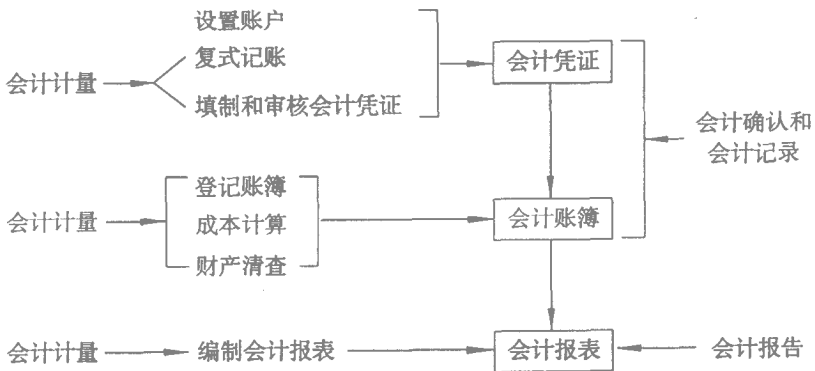 设置账户
复式记账
会计计量
填制和审核会计凭证
会计凭证
会计确认和
会计记录
登记账簿
会计计量
成本计算
财产清查
会计账簿
会计计量
编制会计报表
会计报表
会计报告